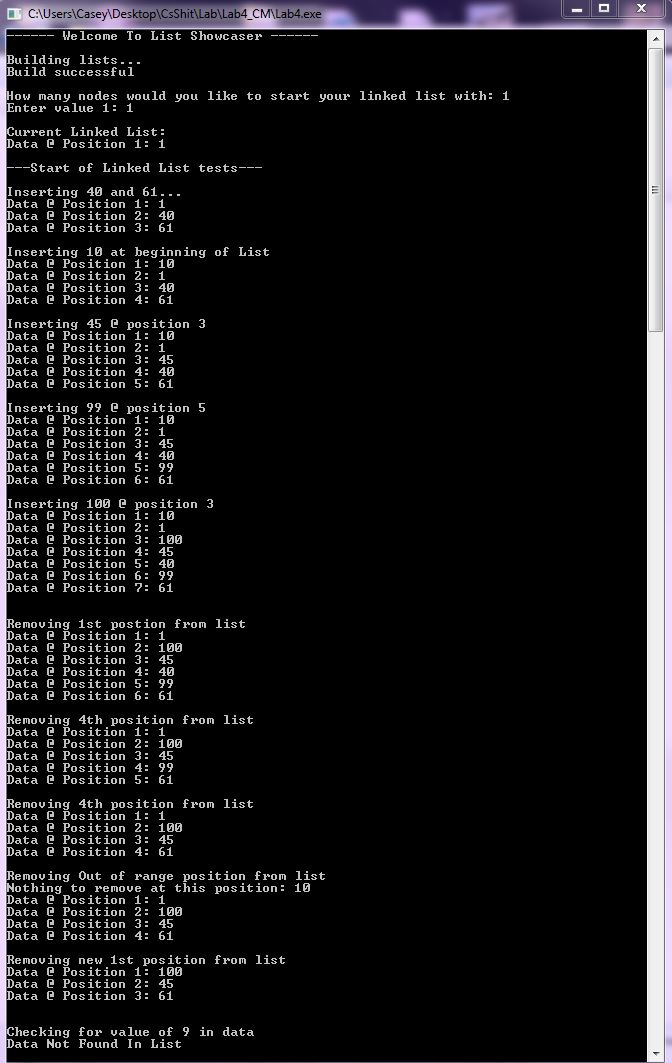 C:\Users\Casey\Desktop\CsShit\Lab\Lab4_CM\Lab4.exe
------ Welcome To List Showcaser ------
Building lists...
Build successful
How many nodes would you like to start your linked list with: 1
Enter value 1: 1
Current Linked List:
Data @ Position 1: 1
---Start of Linked List tests---
Inserting 40 and 61...
Data @ Position 1: 1
Data @ Position 2: 40
Data @ Position 3: 61
Inserting 10 at beginning of List
Data @ Position 1: 10
Data @ Position 2: 1
Data @ Position 3: 40
Data @ Position 4: 61
Inserting 45 @ position 3
Data @ Position 1: 10
Data @ Position 2: 1
Data @ Position 3: 45
Data @ Position 4: 40
Data @ Position 5: 61
Inserting 99 @ position 5
Data @ Position 1: 10
Data @ Position 2: 1
Data @ Position 3: 45
Data @ Position 4: 40
Data @ Position 5: 99
Data @ Position 6: 61
Inserting 100 @ position 3
Data @ Position 1: 10
Data @ Position 2: 1
Data @ Position 3: 100
Data @ Position 4: 45
Data @ Position 5: 40
Data @ Position 6: 99
Data @ Position 7: 61
Removing 1st postion from list
Data @ Position 1: 1
Data @ Position 2: 100
Data @ Position 3: 45
Data @ Position 4: 40
Data @ Position 5: 99
Data @ Position 6: 61
Removing 4th position from list
Data @ Position 1: 1
Data @ Position 2: 100
Data @ Position 3: 45
Data @ Position 4: 99
Data @ Position 5: 61
Removing 4th position from list
Data @ Position 1: 1
Data @ Position 2: 100
Data @ Position 3: 45
Data @ Position 4: 61
Removing Out of range position from list
Nothing to remove at this position: 10
Data @ Position 1: 1
Data @ Position 2: 100
Data @ Position 3: 45
Data @ Position 4: 61
Removing new 1st position from list
Data @ Position 1: 100
Data @ Position 2: 45
Data @ Position 3: 61
Checking for value of 9 in data
Data Not Found In List